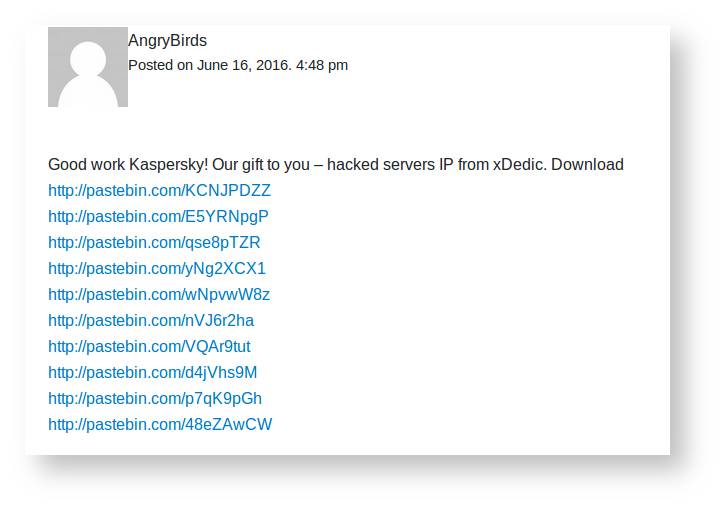 AngryBirds
Posted on June 16, 2016. 4:48 pm
Good work Kaspersky! Our gift to you – hacked servers IP from xDedic. Download
http://pastebin.com/KCNJPDZZ
http://pastebin.com/E5YRNpgP
http://pastebin.com/qse8pTZR
http://pastebin.com/yNg2XCX1
http://pastebin.com/wNpvwW8z
http://pastebin.com/nVJ6r2ha
http://pastebin.com/VQAr9tut
http://pastebin.com/d4jVhs9M
http://pastebin.com/p7qK9pGh
http://pastebin.com/48eZAwCW